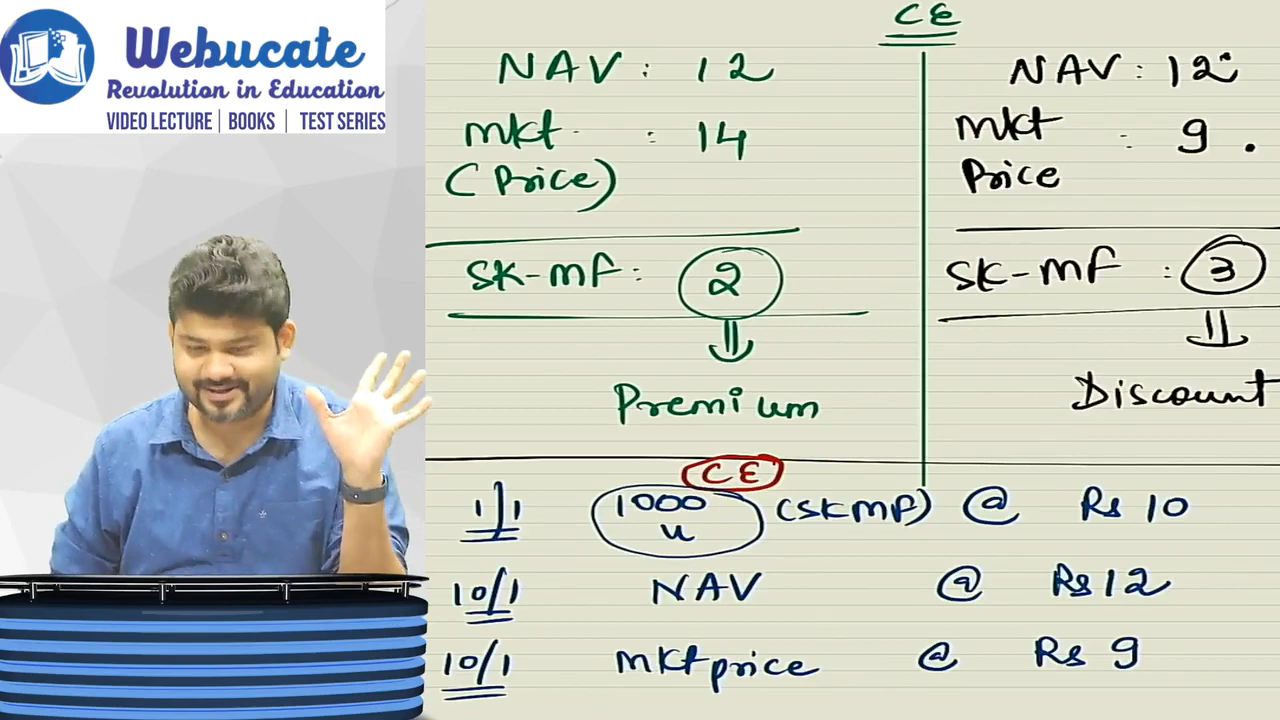 Webucate
Revolution in Education
VIDEO LECTURE | BOOKS | TEST SERIES
CE
NAV : 12
mkt : 14
(Price)
SK-MF: 2
Premium
NAV : 12
mkt : 9
Price
SK-MF : 3
Discount
CE
1/1 1000 u (SKMF) @ Rs 10
10/1 NAV @ Rs 12
10/1 mktprice @ Rs 9